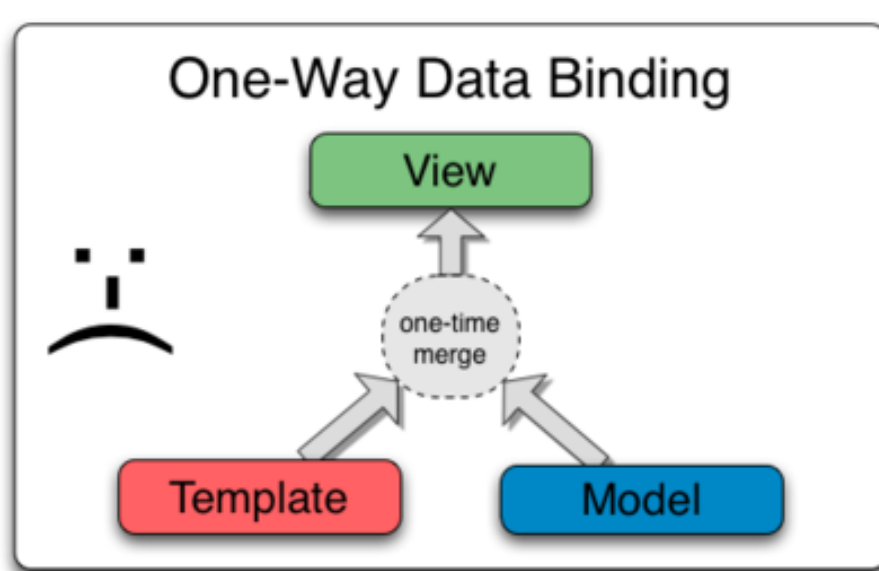 One-Way Data Binding
View
one-time
merge
Template
Model